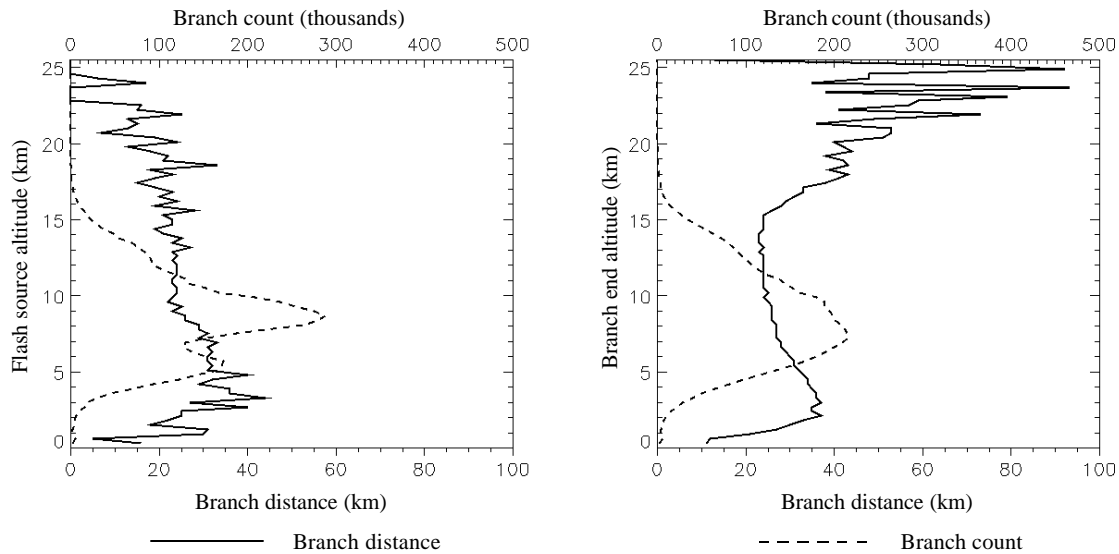 Branch count (thousands)
0 100 200 300 400 500
25
20
15
10
5
0
Flash source altitude (km)
0 20 40 60 80 100
Branch distance (km)
Branch count (thousands)
0 100 200 300 400 500
25
20
15
10
5
0
Branch end altitude (km)
0 20 40 60 80 100
Branch distance (km)
Branch distance
Branch count